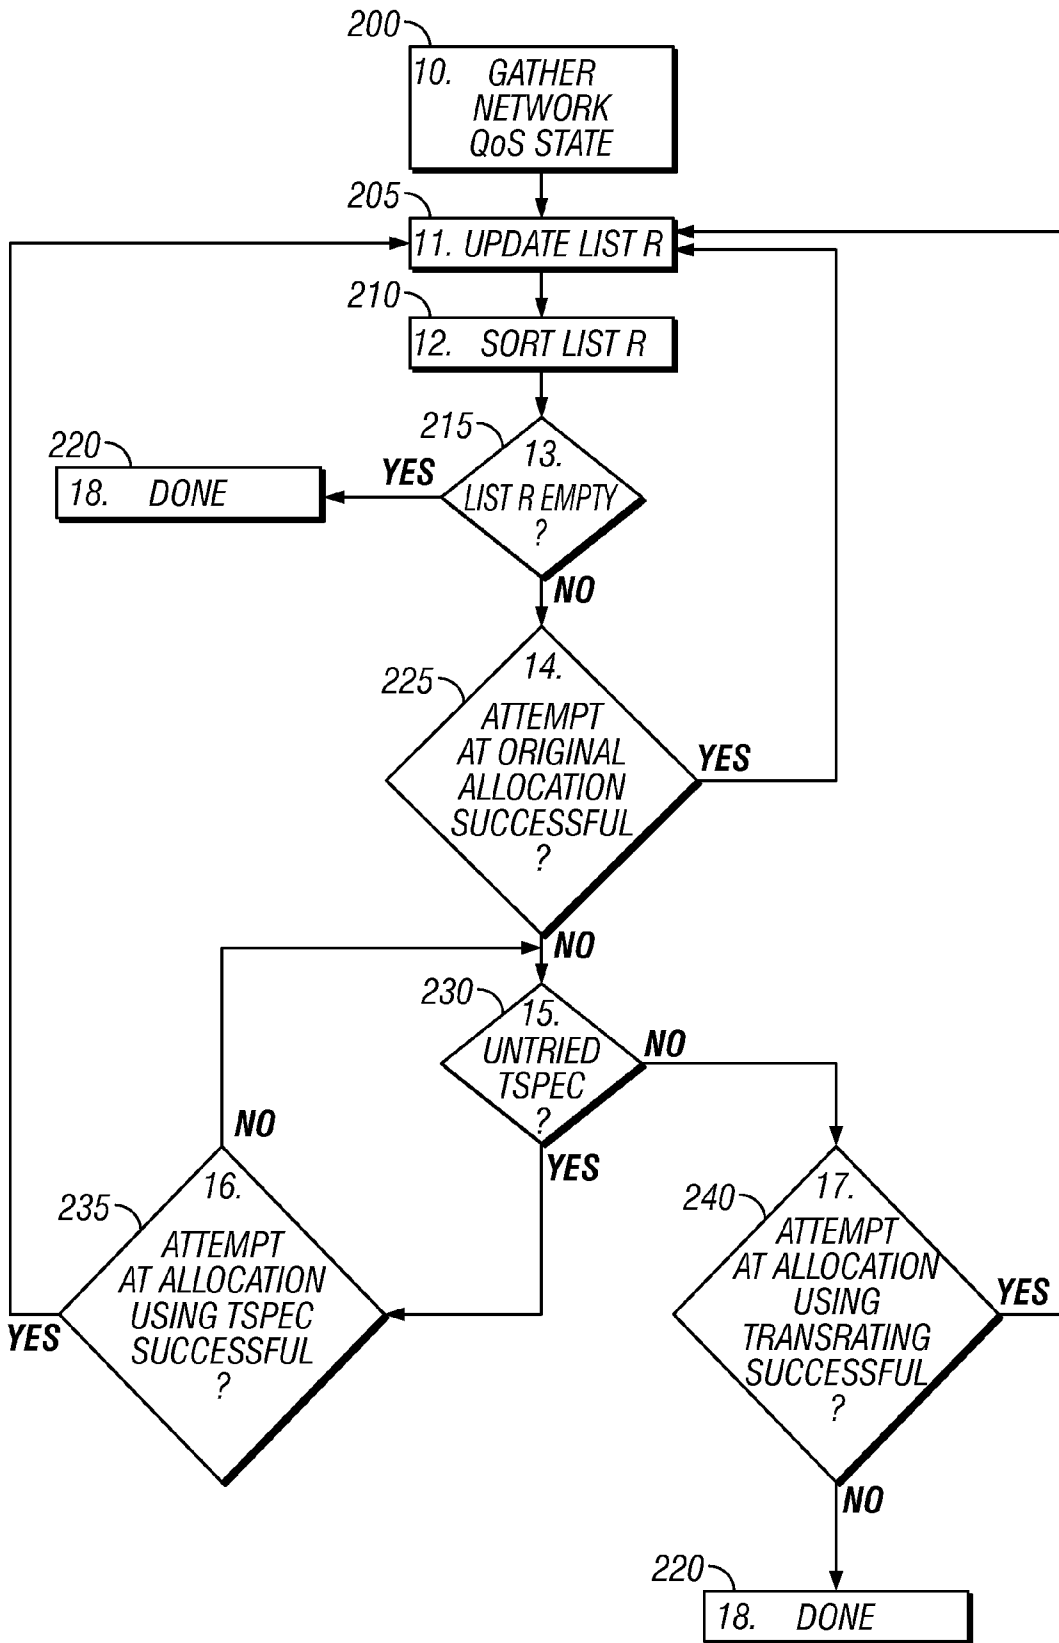 200
10. GATHER
NETWORK
QoS STATE
205
11. UPDATE LIST R
210
12. SORT LIST R
215
13.
LIST R EMPTY
?
YES
220
18. DONE
NO
225
14.
ATTEMPT
AT ORIGINAL
ALLOCATION
SUCCESSFUL
?
YES
NO
230
15.
UNTRIED
TSPEC
?
NO
YES
NO
235
16.
ATTEMPT
AT ALLOCATION
USING TSPEC
SUCCESSFUL
?
YES
240
17.
ATTEMPT
AT ALLOCATION
USING
TRANSRATING
SUCCESSFUL
?
YES
NO
220
18. DONE